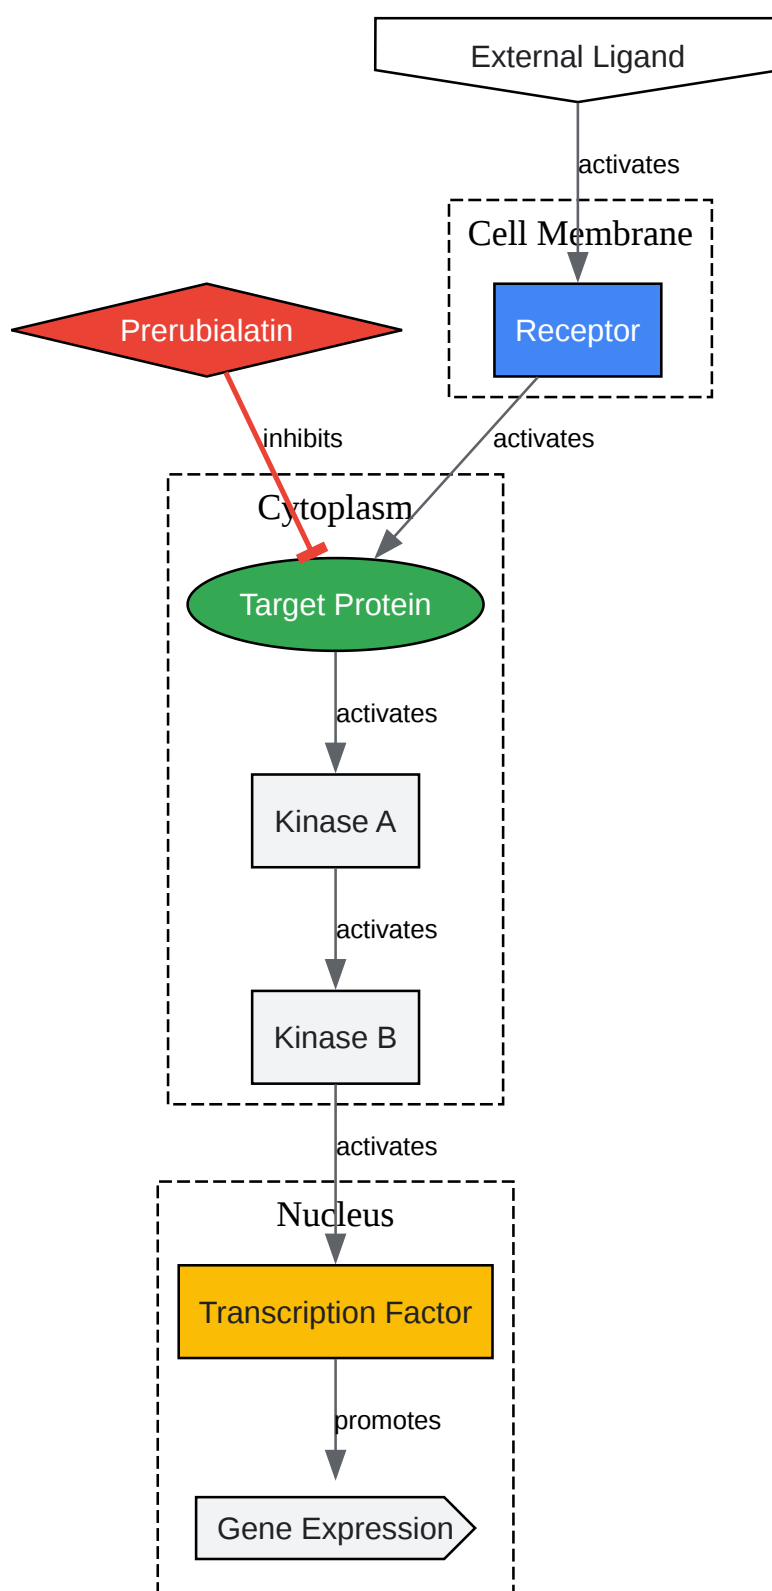 External Ligand
activates
Cell Membrane
Prerubialatin
Receptor
inhibits
activates
Cytoplasm
Target Protein
activates
Kinase A
activates
Kinase B
activates
Nucleus
Transcription Factor
promotes
Gene Expression